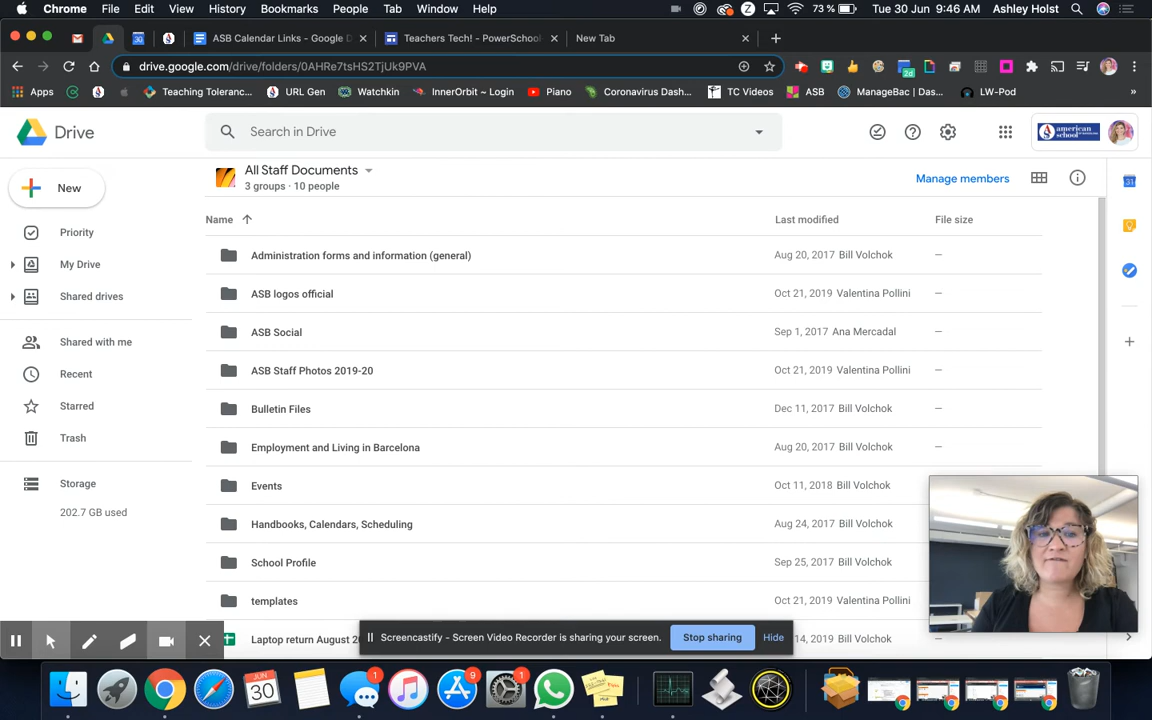 Chrome File Edit View History Bookmarks People Tab Window Help 73 % Tue 30 Jun 9:46 AM Ashley Holst
ASB Calendar Links - Google D Teachers Tech! - PowerSchool New Tab
drive.google.com/drive/folders/0AHRe7tsHS2TjUk9PVA
2d
Apps Teaching Toleranc... URL Gen Watchkin InnerOrbit ~ Login Piano Coronavirus Dash... TC Videos ASB ManageBac | Das... LW-Pod »
Drive Search in Drive american school
New
Priority
My Drive
Shared drives
Shared with me
Recent
Starred
Trash
Storage
202.7 GB used
All Staff Documents
3 groups · 10 people
Manage members
Name Last modified File size
Administration forms and information (general) Aug 20, 2017 Bill Volchok –
ASB logos official Oct 21, 2019 Valentina Pollini –
ASB Social Sep 1, 2017 Ana Mercadal –
ASB Staff Photos 2019-20 Oct 21, 2019 Valentina Pollini –
Bulletin Files Dec 11, 2017 Bill Volchok –
Employment and Living in Barcelona Aug 20, 2017 Bill Volchok –
Events Oct 11, 2018 Bill Volchok
Handbooks, Calendars, Scheduling Aug 24, 2017 Bill Volchok
School Profile Sep 25, 2017 Bill Volchok
templates Oct 21, 2019 Valentina Pollini
Laptop return August 20 14, 2019 Bill Volchok
Screencastify - Screen Video Recorder is sharing your screen. Stop sharing Hide
31
JUN
30
1
9
1